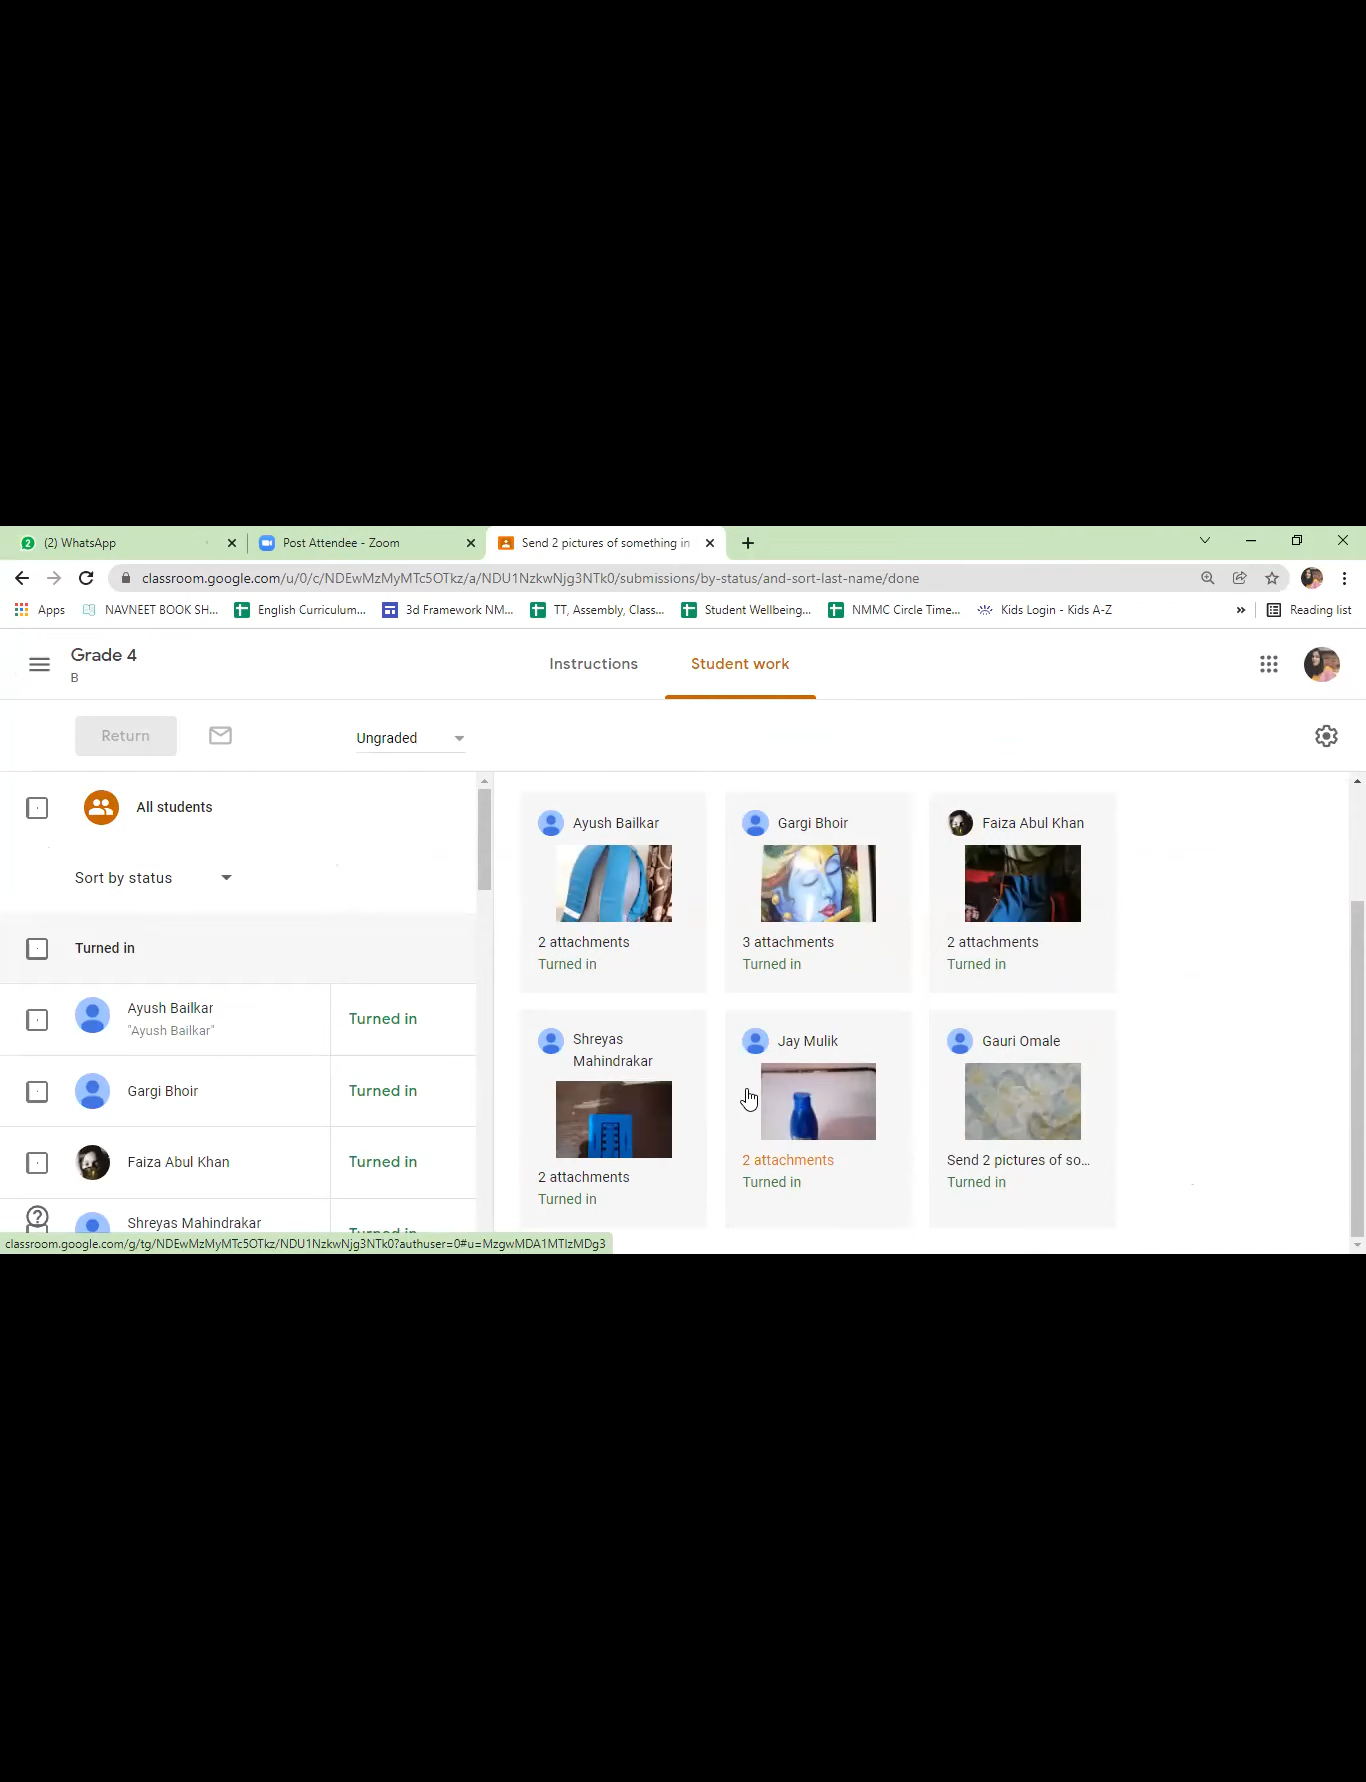 2 (2) WhatsApp
Post Attendee - Zoom
Send 2 pictures of something in
classroom.google.com/u/0/c/NDEwMzMyMTc5OTkz/a/NDU1NzkwNjg3NTk0/submissions/by-status/and-sort-last-name/done
Apps NAVNEET BOOK SH... English Curriculum... 3d Framework NM... TT, Assembly, Class... Student Wellbeing... NMMC Circle Time... Kids Login - Kids A-Z » Reading list
Grade 4
B
Instructions
Student work
Return
Ungraded
All students
Sort by status
Turned in
Ayush Bailkar
"Ayush Bailkar"
Turned in
Gargi Bhoir
Turned in
Faiza Abul Khan
Turned in
Shreyas Mahindrakar
Turned in
Ayush Bailkar
2 attachments
Turned in
Gargi Bhoir
3 attachments
Turned in
Faiza Abul Khan
2 attachments
Turned in
Shreyas
Mahindrakar
2 attachments
Turned in
Jay Mulik
2 attachments
Turned in
Gauri Omale
Send 2 pictures of so...
Turned in
classroom.google.com/g/tg/NDEwMzMyMTc5OTkz/NDU1NzkwNjg3NTk0?authuser=0#u=MzgwMDA1MTIzMDg3